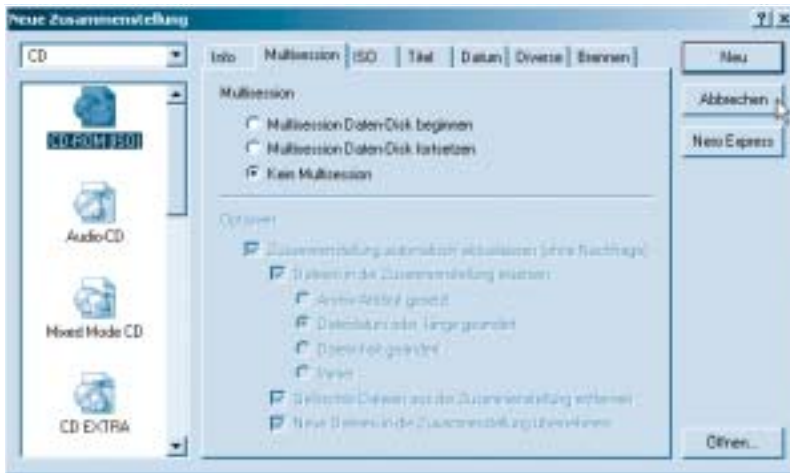 Neue Zusammenstellung
CD
CD-ROM (ISO)
Audio-CD
Mixed Mode CD
CD EXTRA
Info Multisession ISO Titel Datum Diverse Brennen
Multisession
Multisession Daten-Disk beginnen
Multisession Daten-Disk fortsetzen
Kein Multisession
Optionen
Zusammenstellung automatisch aktualisieren (ohne Nachfrage)
Dateien in die Zusammenstellung ersetzen
Archiv-Attribut gesetzt
Dateidatum oder Länge geändert
Dateiinhalt geändert
Immer
Gelöschte Dateien aus der Zusammenstellung entfernen
Neue Dateien in die Zusammenstellung übernehmen
Neu
Abbrechen
Nero Express
Öffnen...